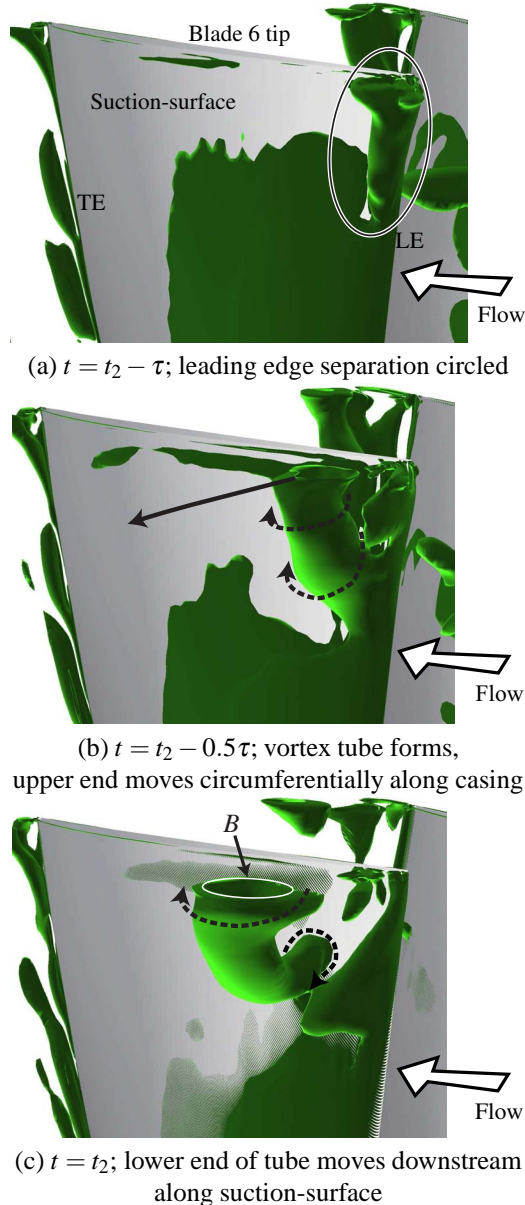 Blade 6 tip
Suction-surface
TE
LE
Flow
(a) t = t₂ − τ; leading edge separation circled
Flow
(b) t = t₂ − 0.5τ; vortex tube forms,
upper end moves circumferentially along casing
B
Flow
(c) t = t₂; lower end of tube moves downstream
along suction-surface